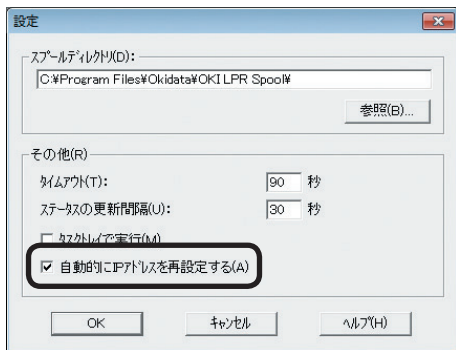 設定
スプールディレクトリ(D):
C:¥Program Files¥Okidata¥OKI LPR Spool¥
参照(B)...
その他(R)
タイムアウト(T): 90 秒
ステータスの更新間隔(U): 30 秒
タスクトレイで実行(M)
自動的にIPアドレスを再設定する(A)
OK キャンセル ヘルプ(H)